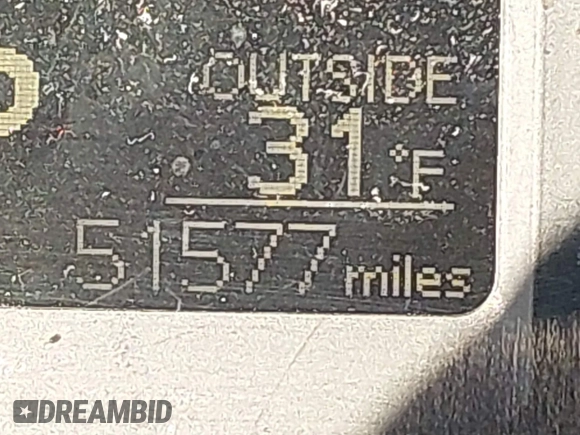 OUTSIDE
31°F
51577 miles
DREAMBID